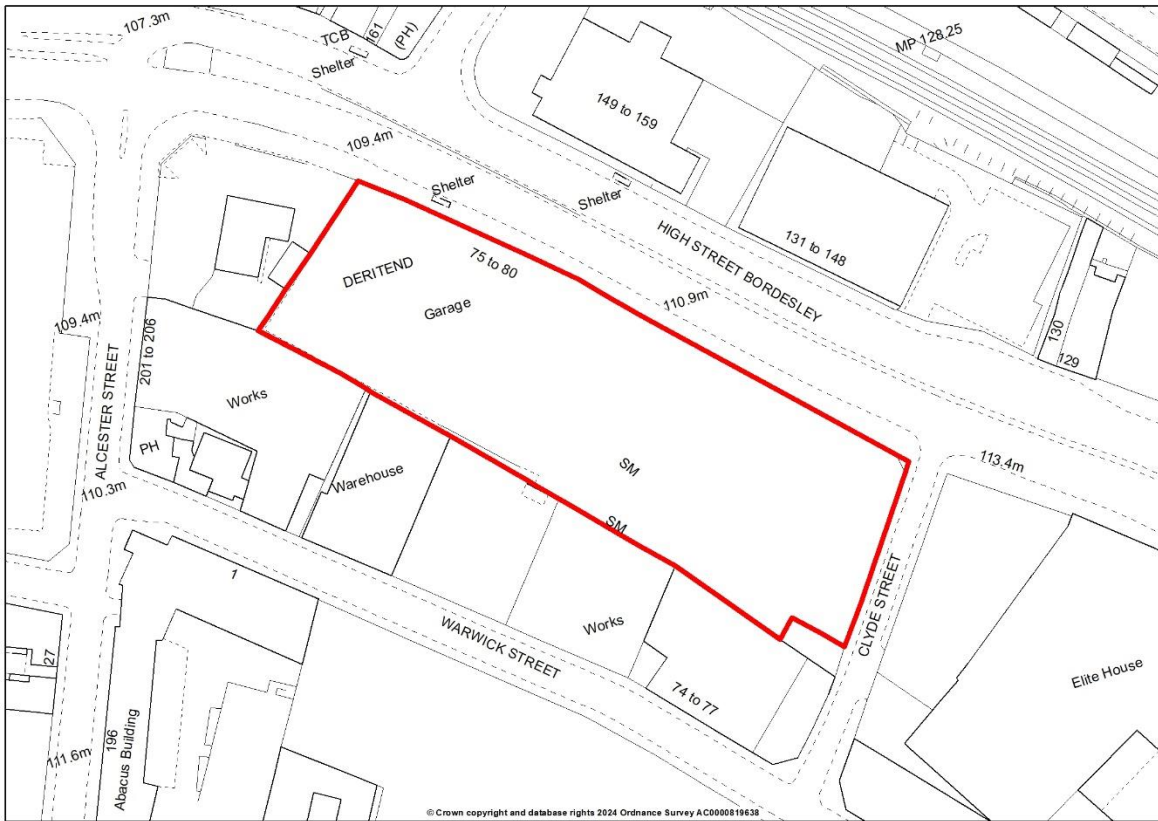 107.3m
TCB
161
(PH)
Shelter
MP 128.25
149 to 159
109.4m
Shelter
Shelter
HIGH STREET BORDESLEY
131 to 148
75 to 80
DERITEND
Garage
110.9m
130
129
109.4m
201 to 206
ALCESTER STREET
Works
PH
Warehouse
SM
SM
113.4m
110.3m
1
WARWICK STREET
Works
CLYDE STREET
Elite House
74 to 77
27
196
Abacus Building
111.6m
© Crown copyright and database rights 2024 Ordnance Survey AC0000819638